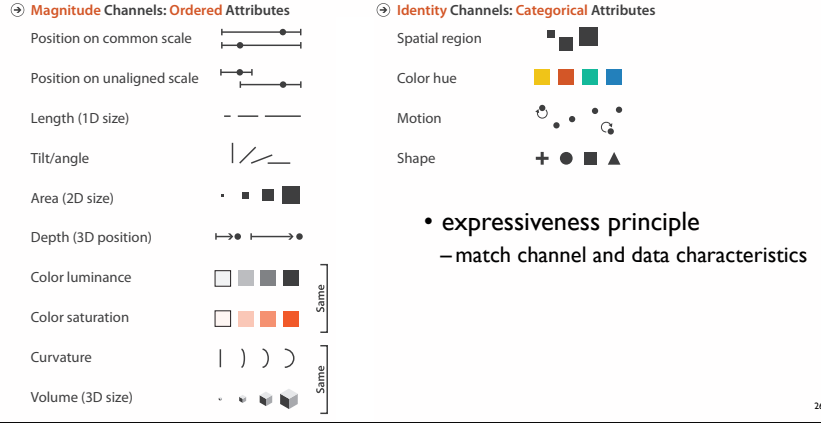 Magnitude Channels: Ordered Attributes
Position on common scale
Position on unaligned scale
Length (1D size)
Tilt/angle
Area (2D size)
Depth (3D position)
Color luminance
Color saturation
Same
Curvature
Volume (3D size)
Same
Identity Channels: Categorical Attributes
Spatial region
Color hue
Motion
Shape
• expressiveness principle
– match channel and data characteristics